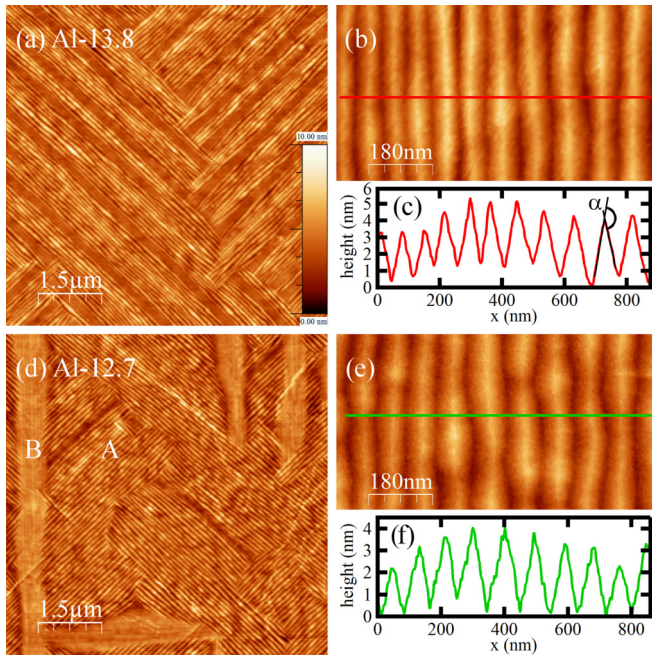 (a) Al-13.8
10.00 nm
0.00 nm
1.5μm
(b)
180nm
(c)
α
height (nm)
6
5
4
3
2
1
0
0 200 400 600 800
x (nm)
(d) Al-12.7
B A
1.5μm
(e)
180nm
(f)
height (nm)
4
3
2
1
0
0 200 400 600 800
x (nm)